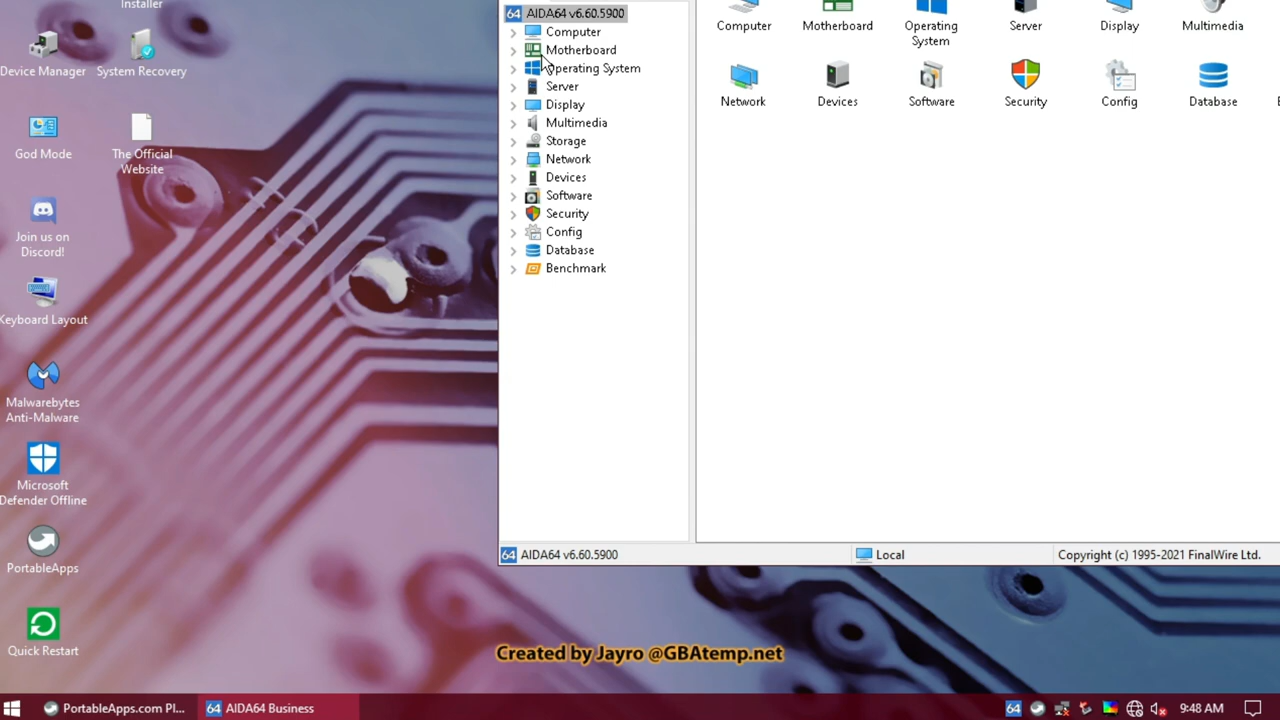 Installer
Device Manager
System Recovery
God Mode
The Official
Website
Join us on
Discord!
Keyboard Layout
Malwarebytes
Anti-Malware
Microsoft
Defender Offline
PortableApps
Quick Restart
64 AIDA64 v6.60.5900
Computer
Motherboard
Operating System
Server
Display
Multimedia
Storage
Network
Devices
Software
Security
Config
Database
Benchmark
Computer
Motherboard
Operating
System
Server
Display
Multimedia
Network
Devices
Software
Security
Config
Database
64 AIDA64 v6.60.5900
Local
Copyright (c) 1995-2021 FinalWire Ltd.
Created by Jayro @GBAtemp.net
PortableApps.com Pl...
64 AIDA64 Business
64
9:48 AM